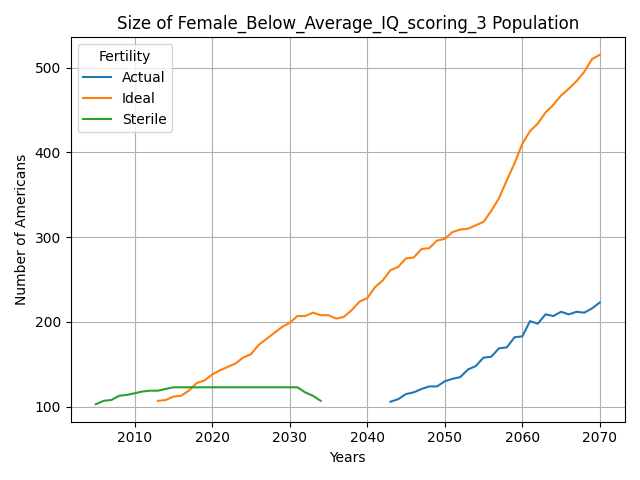 Size of Female_Below_Average_IQ_scoring_3 Population
Fertility
Actual
Ideal
Sterile
Number of Americans
500
400
300
200
100
2010 2020 2030 2040 2050 2060 2070
Years